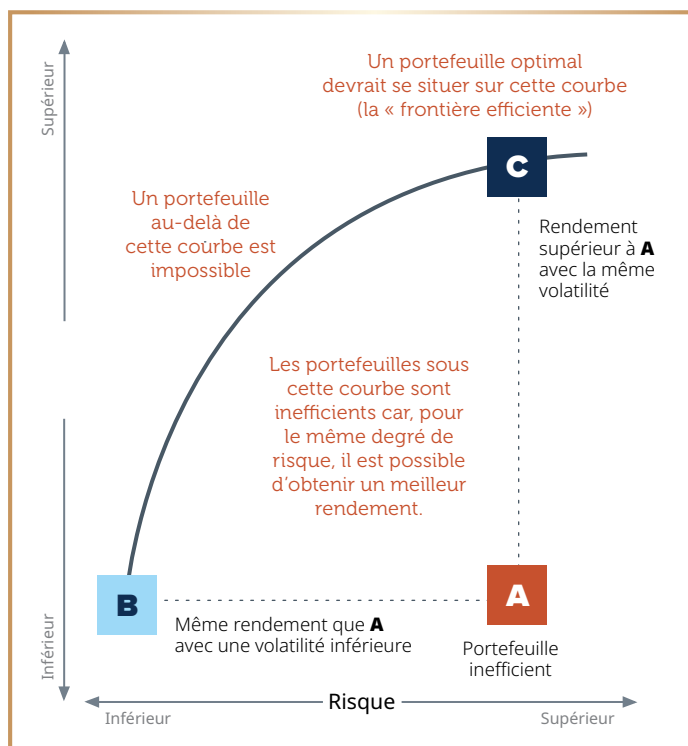 Supérieur
Un portefeuille optimal
devrait se situer sur cette courbe
(la « frontière efficiente »)
C
Un portefeuille
au-delà de
cette courbe est
impossible
Rendement
supérieur à A
avec la même
volatilité
Les portefeuilles sous
cette courbe sont
inefficients car, pour
le même degré de
risque, il est possible
d’obtenir un meilleur
rendement.
B
A
Même rendement que A
avec une volatilité inférieure
Portefeuille
inefficient
Inférieur
Risque
Inférieur
Supérieur